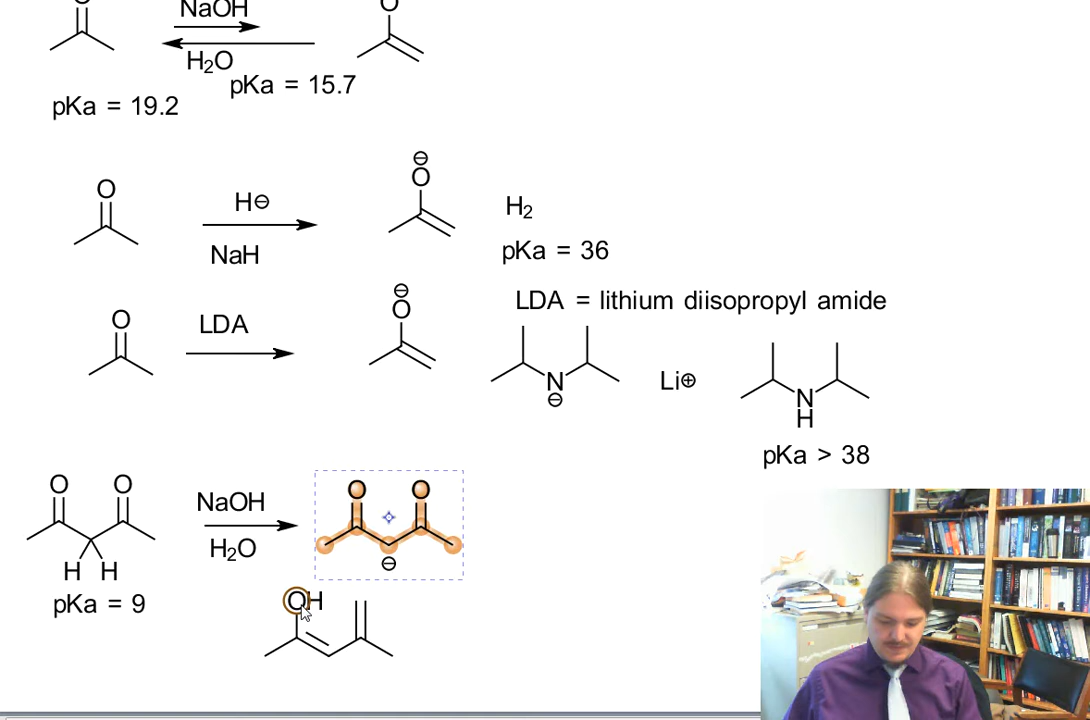 O NaOH O
H2O
pKa = 15.7
pKa = 19.2
⊖
O H⊖ O H2
NaH pKa = 36
LDA = lithium diisopropyl amide
⊖
O LDA O
N Li⊕ N
⊖ H
pKa > 38
O O NaOH O O
H2O
H H ⊖
pKa = 9 OH